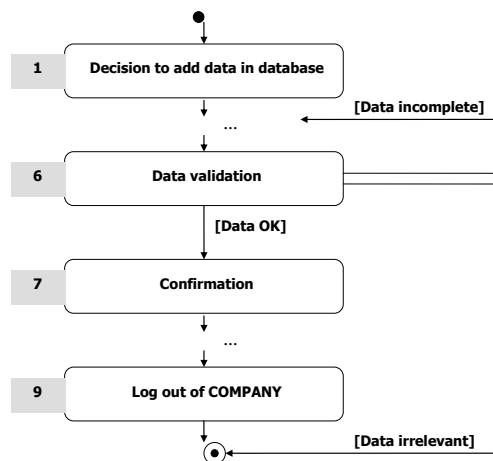 1
Decision to add data in database
[Data incomplete]
...
6
Data validation
[Data OK]
7
Confirmation
...
9
Log out of COMPANY
[Data irrelevant]